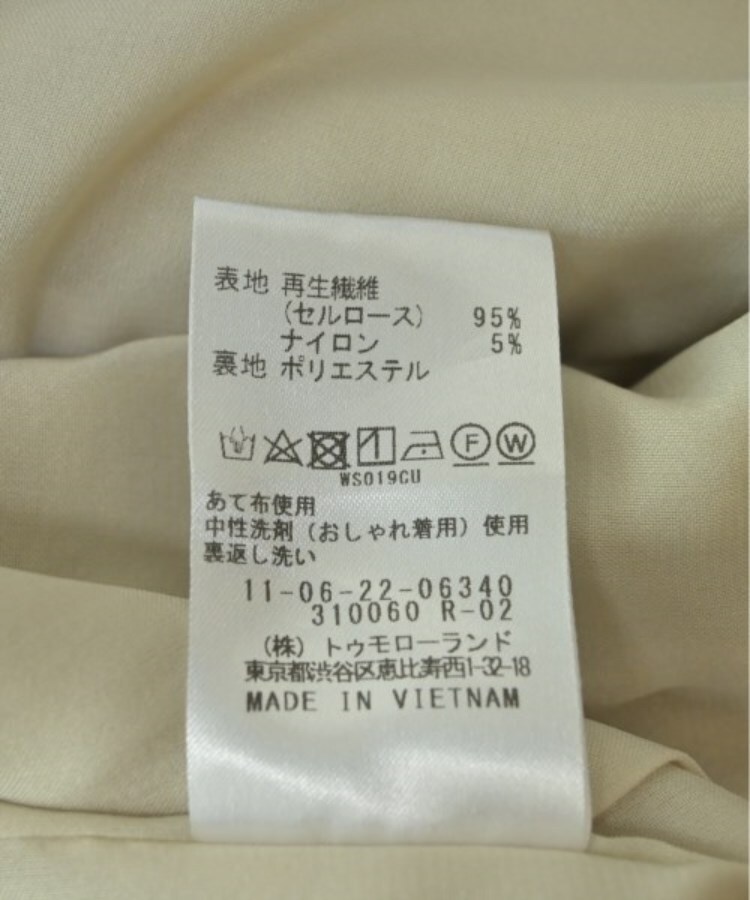 表地 再生繊維
(セルロース) 95%
ナイロン 5%
裏地 ポリエステル
F W
WS019CU
あて布使用
中性洗剤(おしゃれ着用)使用
裏返し洗い
11-06-22-06340
310060 R-02
(株)トゥモローランド
東京都渋谷区恵比寿西1-32-18
MADE IN VIETNAM